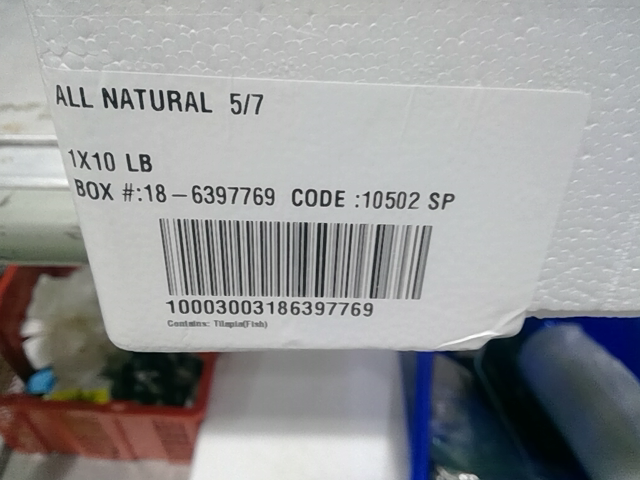 ALL NATURAL 5/7
1X10 LB
BOX #:18-6397769 CODE :10502 SP
10003003186397769
Contains: Tilapia(Fish)